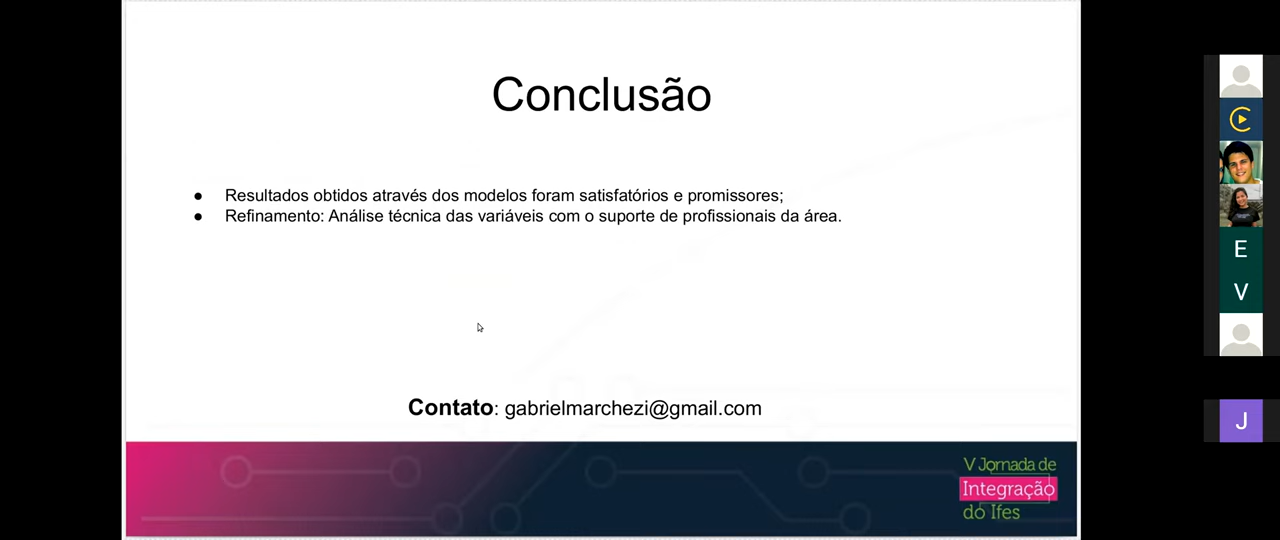 Conclusão
● Resultados obtidos através dos modelos foram satisfatórios e promissores;
● Refinamento: Análise técnica das variáveis com o suporte de profissionais da área.
Contato: gabrielmarchezi@gmail.com
V Jornada de
Integração
do Ifes
E
V
J